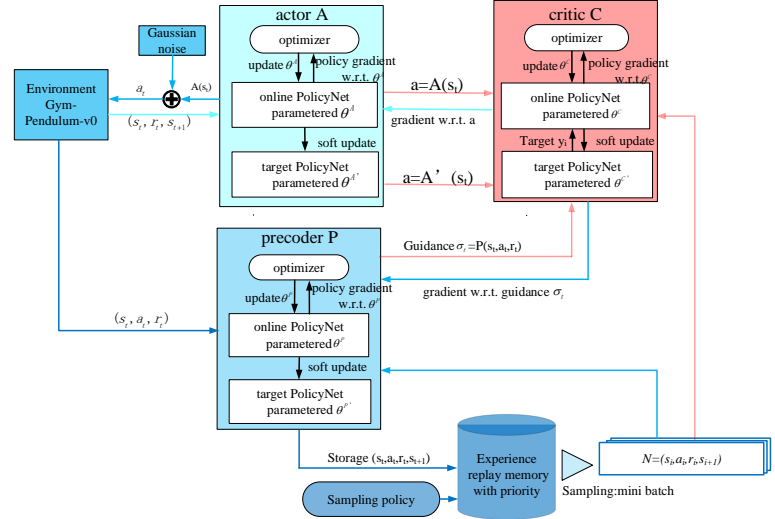 actor A
critic C
Gaussian
noise
optimizer
optimizer
update θ^A
policy gradient
w.r.t. θ^A
update θ^C
policy gradient
w.r.t θ^C
Environment
Gym-
Pendulum-v0
a_t
A(s_t)
(s_t, r_t, s_{t+1})
online PolicyNet
parametered θ^A
a=A(s_t)
gradient w.r.t. a
online PolicyNet
parametered θ^C
soft update
Target y_i
soft update
target PolicyNet
parametered θ^{A'}
a=A' (s_t)
target PolicyNet
parametered θ^{C'}
precoder P
Guidance σ_t=P(s_t,a_t,r_t)
optimizer
update θ^P
policy gradient
w.r.t. θ^P
gradient w.r.t. guidance σ_t
(s_t, a_t, r_t)
online PolicyNet
parametered θ^P
soft update
target PolicyNet
parametered θ^{P'}
Storage (s_t,a_t,r_t,s_{t+1})
Experience
replay memory
with priority
N=(s_i,a_i,r_i,s_{i+1})
Sampling:mini batch
Sampling policy